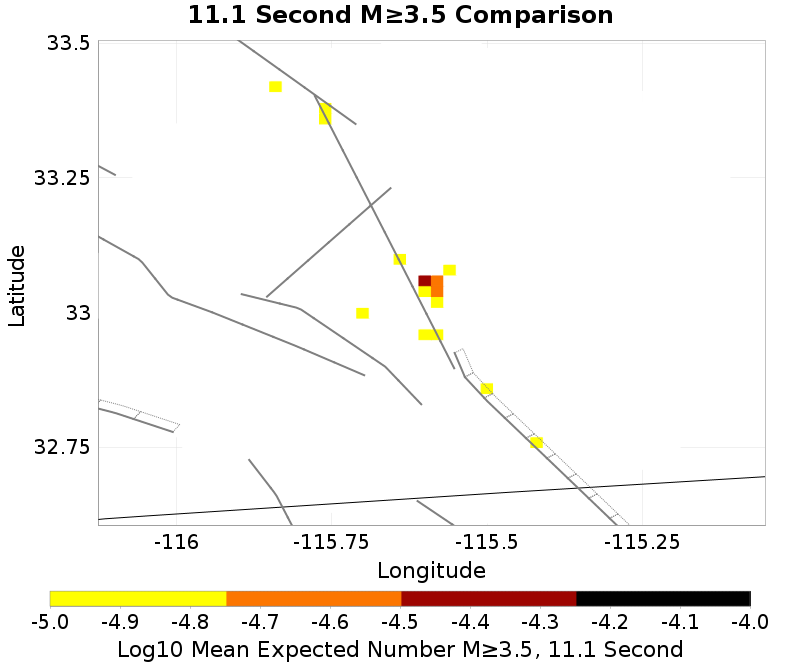 11.1 Second M≥3.5 Comparison
33.5
33.25
33
32.75
Latitude
-116
-115.75
-115.5
-115.25
Longitude
-5.0 -4.9 -4.8 -4.7 -4.6 -4.5 -4.4 -4.3 -4.2 -4.1 -4.0
Log10 Mean Expected Number M≥3.5, 11.1 Second